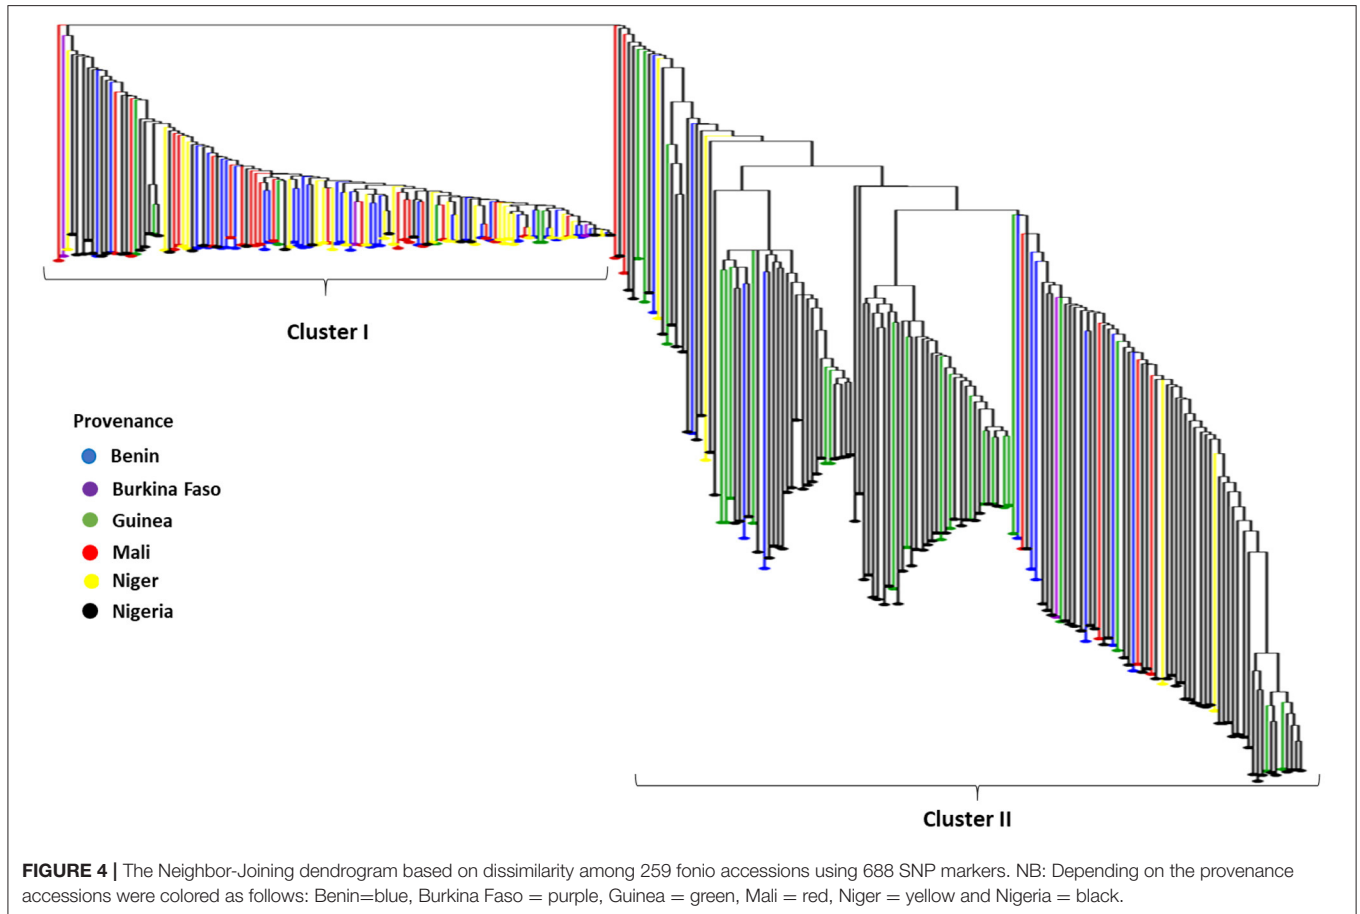 Cluster I
Provenance
Benin
Burkina Faso
Guinea
Mali
Niger
Nigeria
Cluster II
FIGURE 4 | The Neighbor-Joining dendrogram based on dissimilarity among 259 fonio accessions using 688 SNP markers. NB: Depending on the provenance
accessions were colored as follows: Benin=blue, Burkina Faso = purple, Guinea = green, Mali = red, Niger = yellow and Nigeria = black.